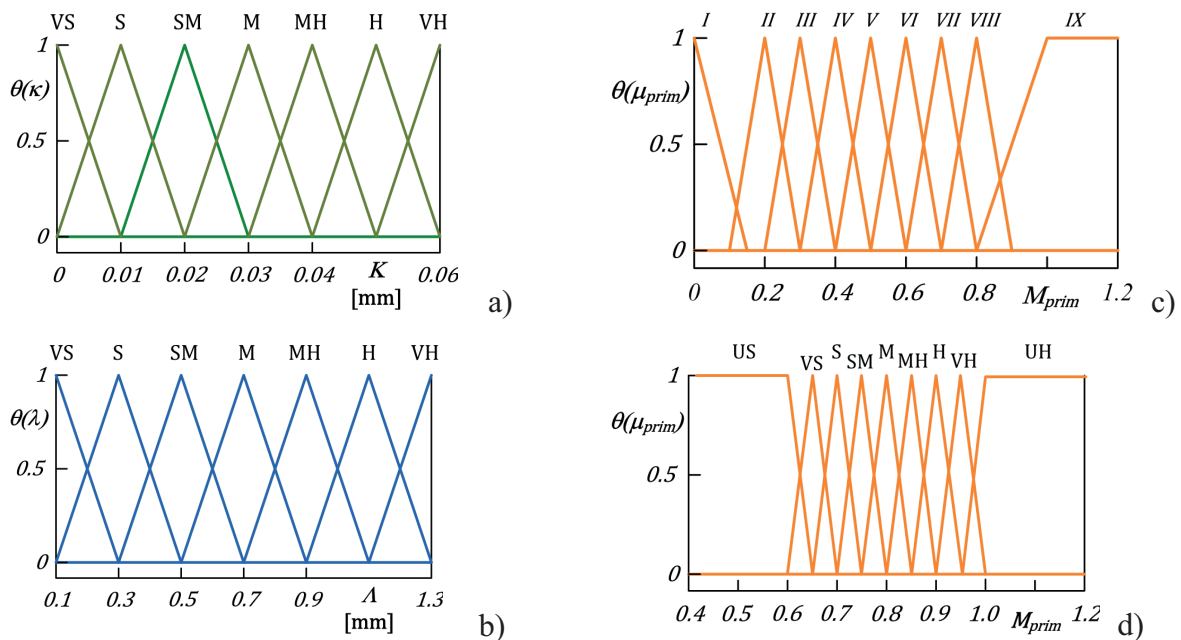 VS S SM M MH H VH
1
θ(κ)
0.5
0
0 0.01 0.02 0.03 0.04 K 0.06
[mm]
a)
I II III IV V VI VII VIII IX
1
θ(μprim)
0.5
0
0 0.2 0.4 0.6 0.8 Mprim 1.2
c)
VS S SM M MH H VH
1
θ(λ)
0.5
0
0.1 0.3 0.5 0.7 0.9 Λ 1.3
[mm]
b)
US VS S SM M MH H VH UH
1
θ(μprim)
0.5
0
0.4 0.5 0.6 0.7 0.8 0.9 1.0 Mprim 1.2
d)